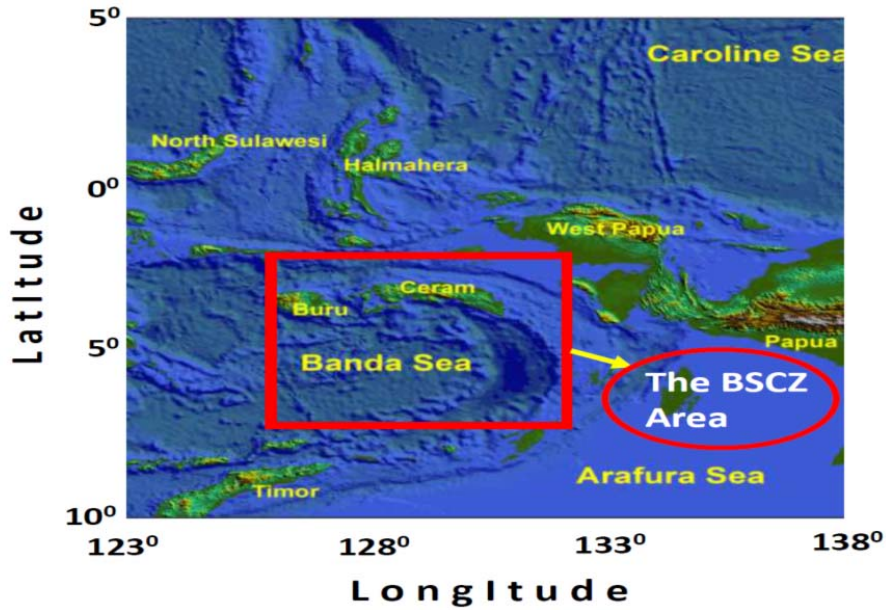 5⁰
Caroline Sea
North Sulawesi
Halmahera
0⁰
West Papua
LatItude
Ceram
Buru
Papua
5⁰
Banda Sea
The BSCZ
Area
Arafura Sea
Timor
10⁰
123⁰ 128⁰ 133⁰ 138⁰
LongItude